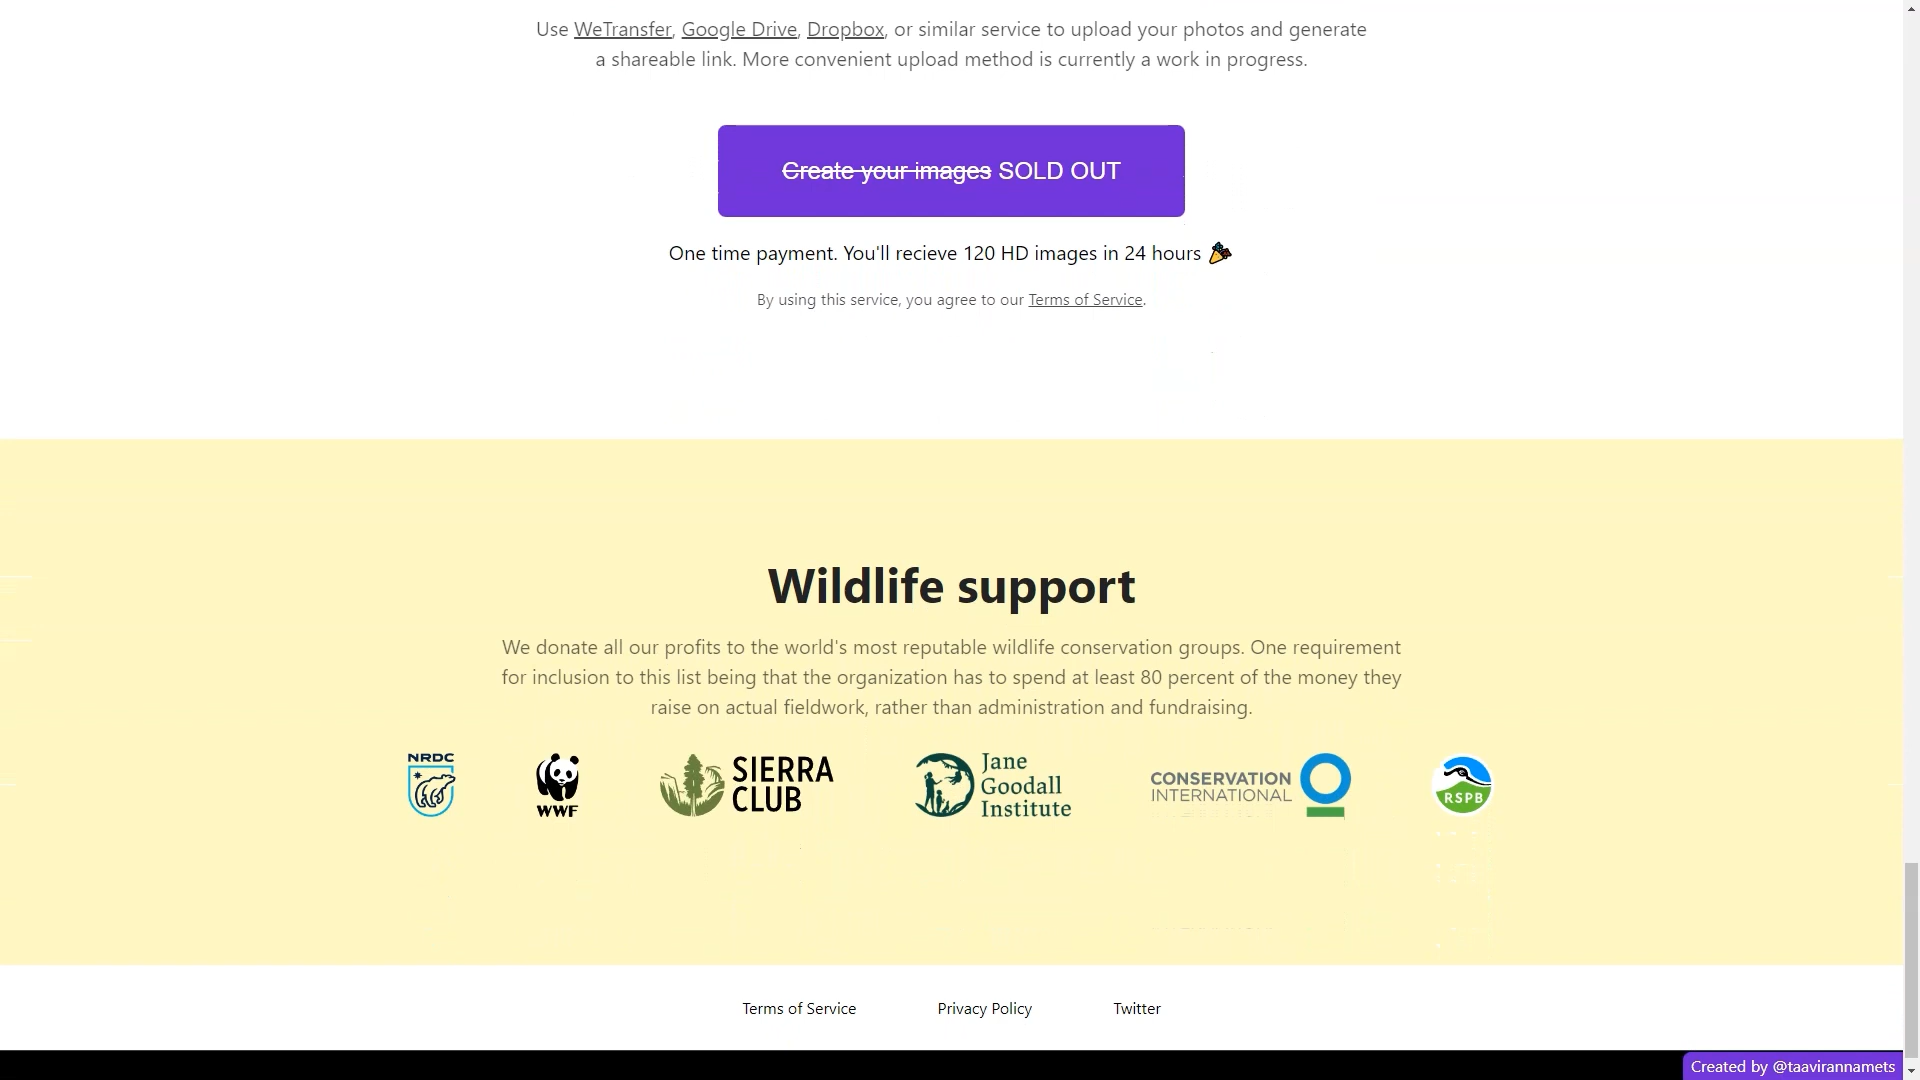 Use WeTransfer, Google Drive, Dropbox, or similar service to upload your photos and generate
a shareable link. More convenient upload method is currently a work in progress.
Create your images SOLD OUT
One time payment. You'll recieve 120 HD images in 24 hours
By using this service, you agree to our Terms of Service.
Wildlife support
We donate all our profits to the world's most reputable wildlife conservation groups. One requirement
for inclusion to this list being that the organization has to spend at least 80 percent of the money they
raise on actual fieldwork, rather than administration and fundraising.
NRDC
WWF
SIERRA
CLUB
Jane
Goodall
Institute
CONSERVATION
INTERNATIONAL
RSPB
Terms of Service
Privacy Policy
Twitter
Created by @taavirannamets